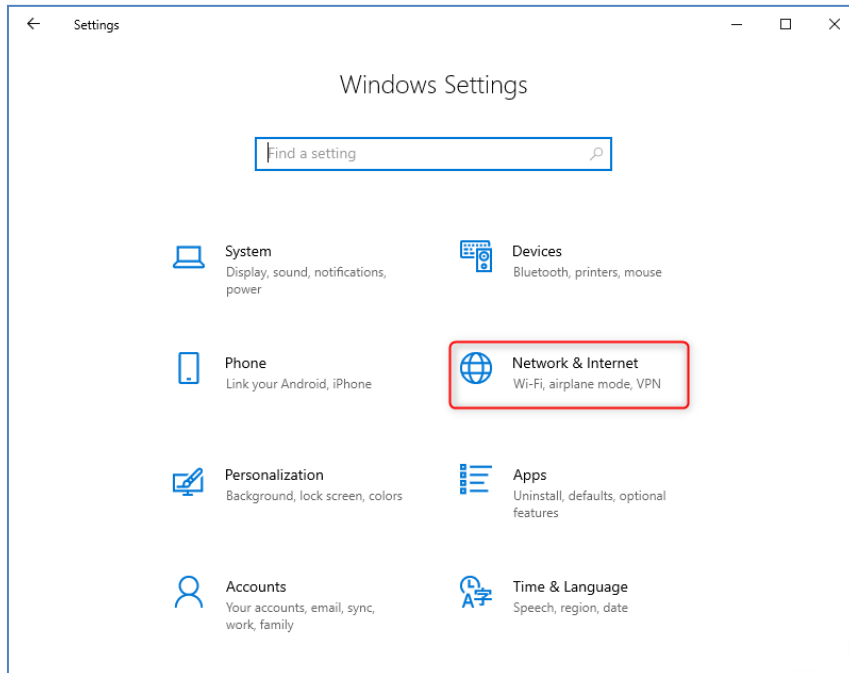 Settings
Windows Settings
Find a setting
System
Display, sound, notifications,
power
Devices
Bluetooth, printers, mouse
Phone
Link your Android, iPhone
Network & Internet
Wi-Fi, airplane mode, VPN
Personalization
Background, lock screen, colors
Apps
Uninstall, defaults, optional
features
Accounts
Your accounts, email, sync,
work, family
Time & Language
Speech, region, date